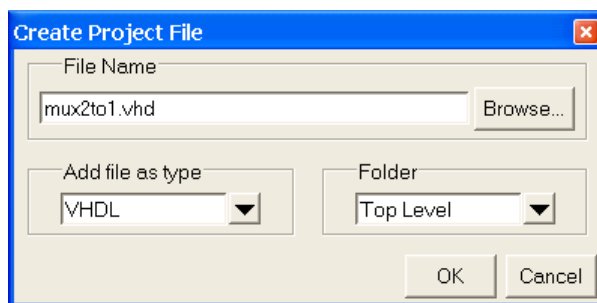 Create Project File
File Name
mux2to1.vhd
Browse...
Add file as type
Folder
VHDL
Top Level
OK
Cancel